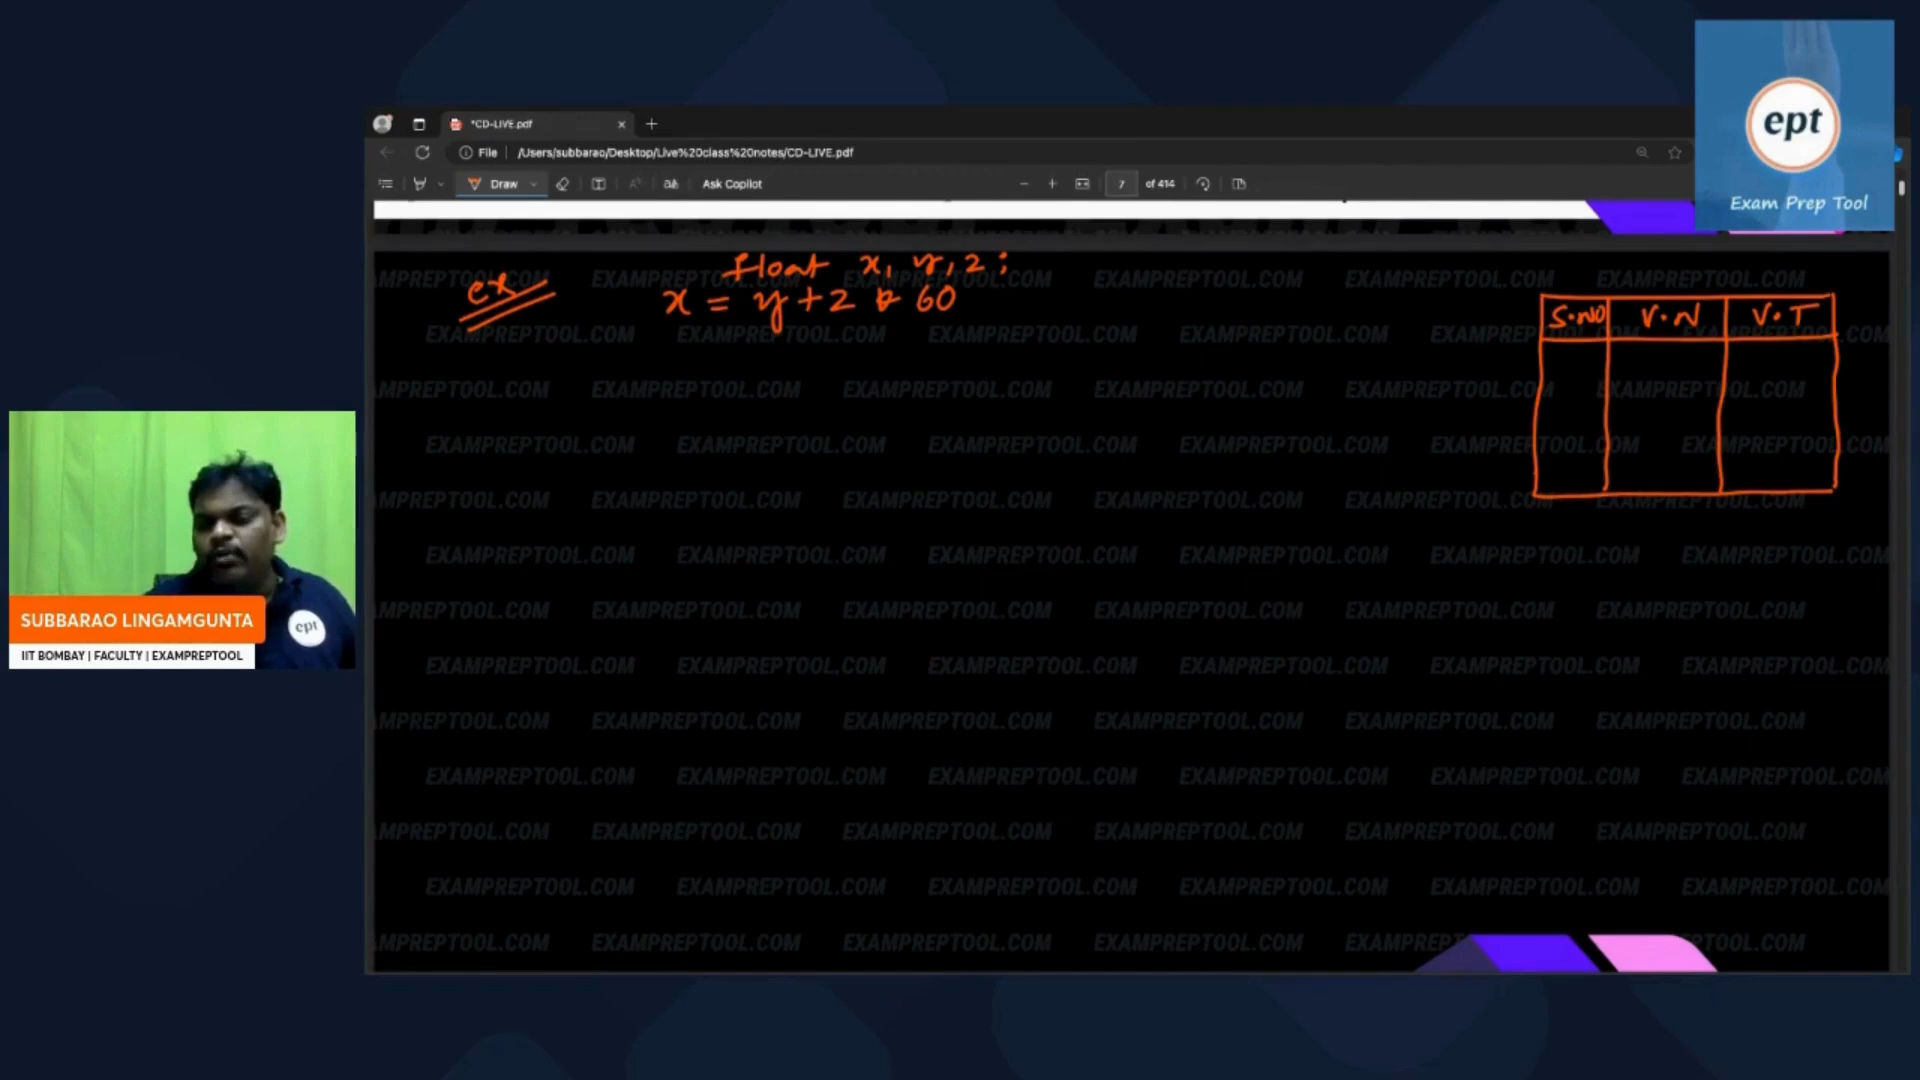 ept
Exam Prep Tool
*CD-LIVE.pdf
File | /Users/subbarao/Desktop/Live%20class%20notes/CD-LIVE.pdf
Draw
Ask Copilot
7 of 414
float x, y, z;
ex
x = y + z * 60
S.NO V.N V.T
SUBBARAO LINGAMGUNTA
IIT BOMBAY | FACULTY | EXAMPREPTOOL
ept
EXAMPREPTOOL.COM